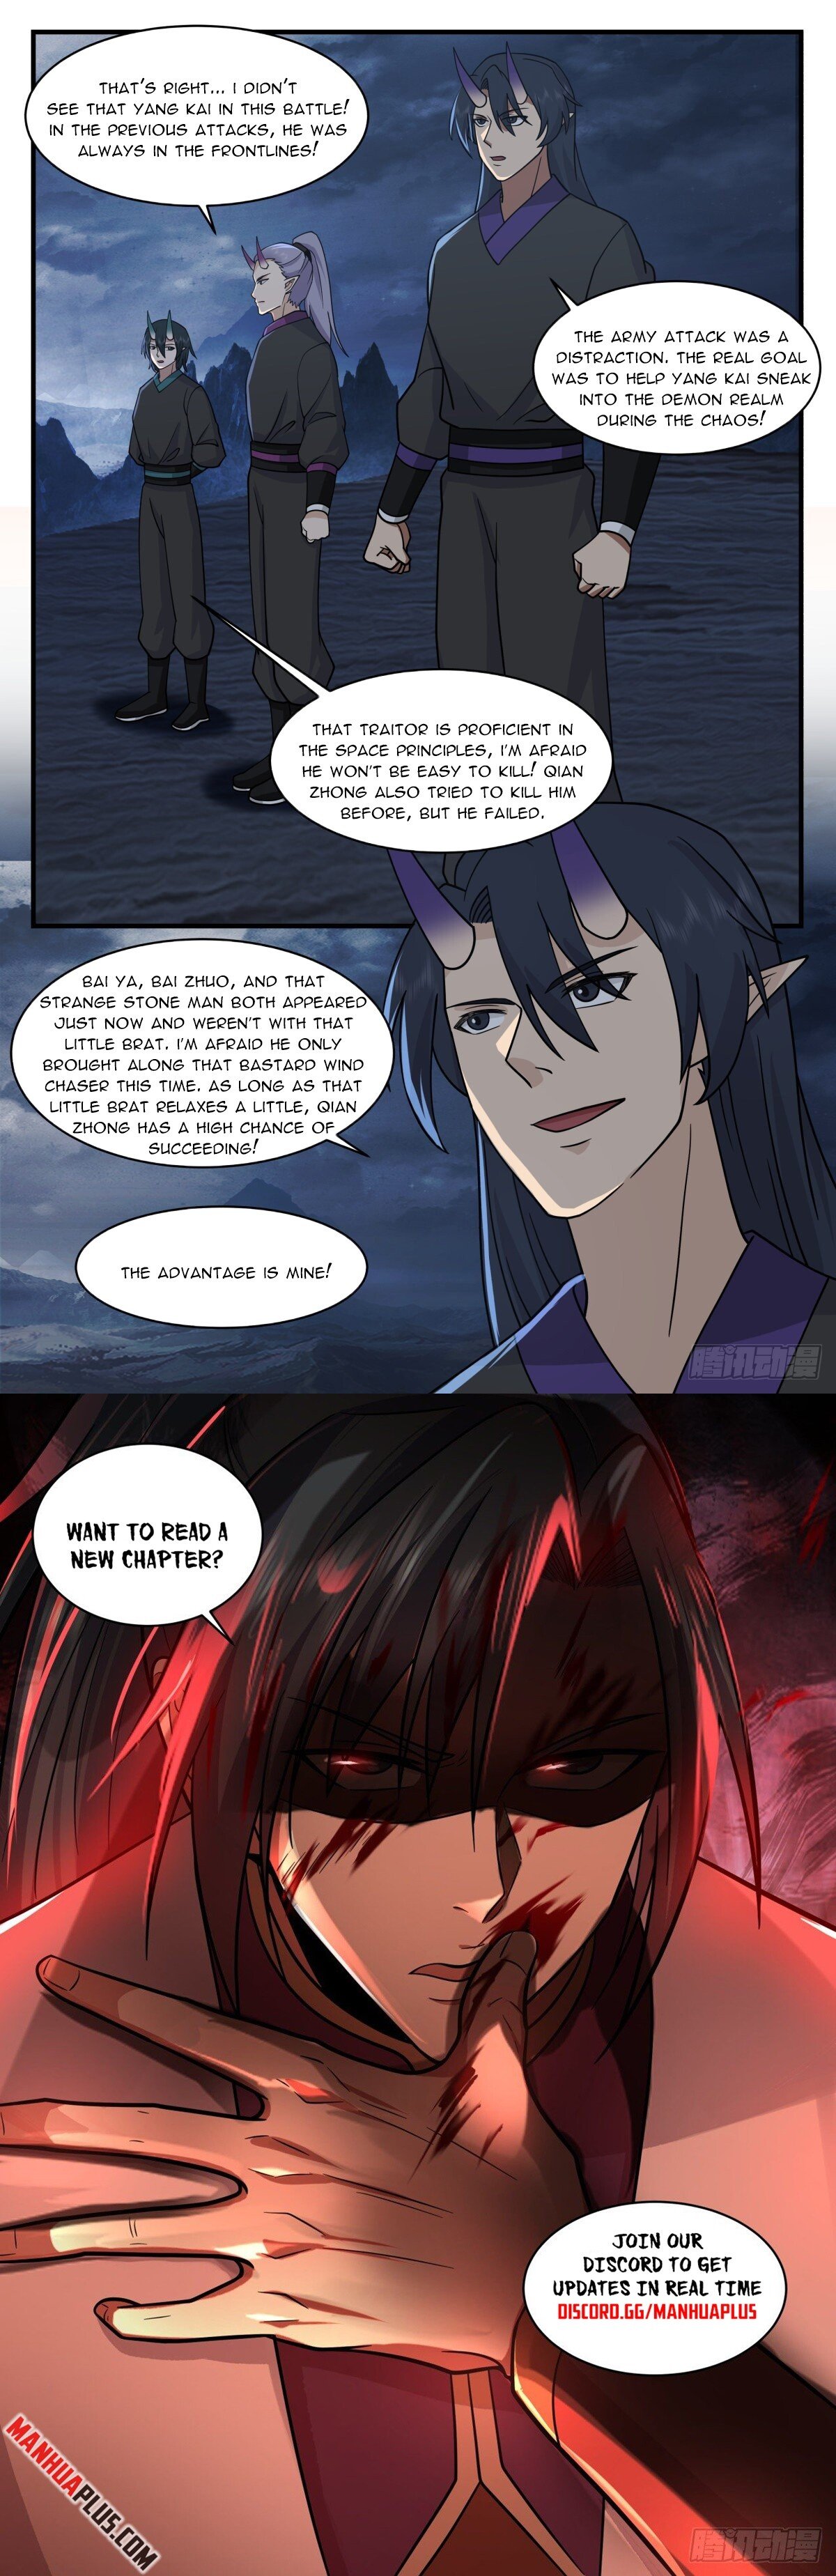 THAT'S RIGHT... I DIDN'T
SEE THAT YANG KAI IN THIS BATTLE!
IN THE PREVIOUS ATTACKS, HE WAS
ALWAYS IN THE FRONTLINES!
THE ARMY ATTACK WAS A
DISTRACTION. THE REAL GOAL
WAS TO HELP YANG KAI SNEAK
INTO THE DEMON REALM
DURING THE CHAOS!
THAT TRAITOR IS PROFICIENT IN
THE SPACE PRINCIPLES, I'M AFRAID
HE WON'T BE EASY TO KILL! QIAN
ZHONG ALSO TRIED TO KILL HIM
BEFORE, BUT HE FAILED.
BAI YA, BAI ZHUO, AND THAT
STRANGE STONE MAN BOTH APPEARED
JUST NOW AND WEREN'T WITH THAT
LITTLE BRAT. I'M AFRAID HE ONLY
BROUGHT ALONG THAT BASTARD WIND
CHASER THIS TIME. AS LONG AS THAT
LITTLE BRAT RELAXES A LITTLE, QIAN
ZHONG HAS A HIGH CHANCE OF
SUCCEEDING!
THE ADVANTAGE IS MINE!
腾讯动漫
WANT TO READ A
NEW CHAPTER?
JOIN OUR
DISCORD TO GET
UPDATES IN REAL TIME
DISCORD.GG/MANHUAPLUS
MANHUAPLUS.COM
腾讯动漫